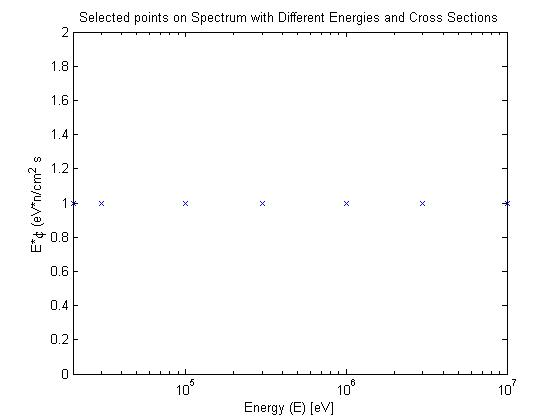 Selected points on Spectrum with Different Energies and Cross Sections
2
1.8
1.6
1.4
1.2
1
0.8
0.6
0.4
0.2
0
E*ϕ (eV*n/cm² s
10⁵ 10⁶ 10⁷
Energy (E) [eV]